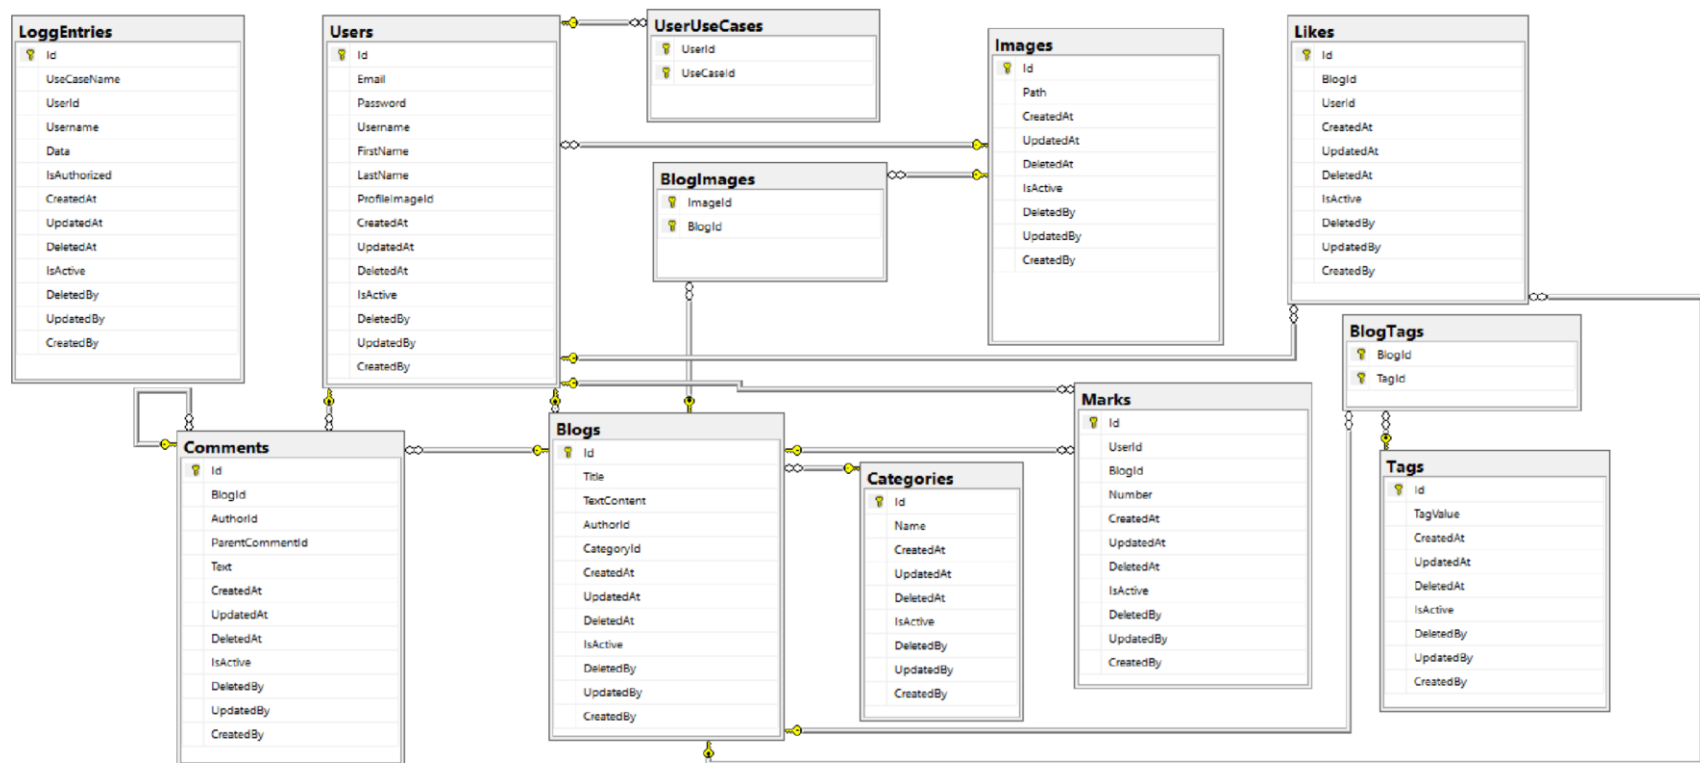 LoggEntries
Id
UseCaseName
UserId
Username
Data
IsAuthorized
CreatedAt
UpdatedAt
DeletedAt
IsActive
DeletedBy
UpdatedBy
CreatedBy
Users
Id
Email
Password
Username
FirstName
LastName
ProfileImageId
CreatedAt
UpdatedAt
DeletedAt
IsActive
DeletedBy
UpdatedBy
CreatedBy
UserUseCases
UserId
UseCaseId
BlogImages
ImageId
BlogId
Images
Id
Path
CreatedAt
UpdatedAt
DeletedAt
IsActive
DeletedBy
UpdatedBy
CreatedBy
Likes
Id
BlogId
UserId
CreatedAt
UpdatedAt
DeletedAt
IsActive
DeletedBy
UpdatedBy
CreatedBy
BlogTags
BlogId
TagId
Comments
Id
BlogId
AuthorId
ParentCommentId
Text
CreatedAt
UpdatedAt
DeletedAt
IsActive
DeletedBy
UpdatedBy
CreatedBy
Blogs
Id
Title
TextContent
AuthorId
CategoryId
CreatedAt
UpdatedAt
DeletedAt
IsActive
DeletedBy
UpdatedBy
CreatedBy
Categories
Id
Name
CreatedAt
UpdatedAt
DeletedAt
IsActive
DeletedBy
UpdatedBy
CreatedBy
Marks
Id
UserId
BlogId
Number
CreatedAt
UpdatedAt
DeletedAt
IsActive
DeletedBy
UpdatedBy
CreatedBy
Tags
Id
TagValue
CreatedAt
UpdatedAt
DeletedAt
IsActive
DeletedBy
UpdatedBy
CreatedBy